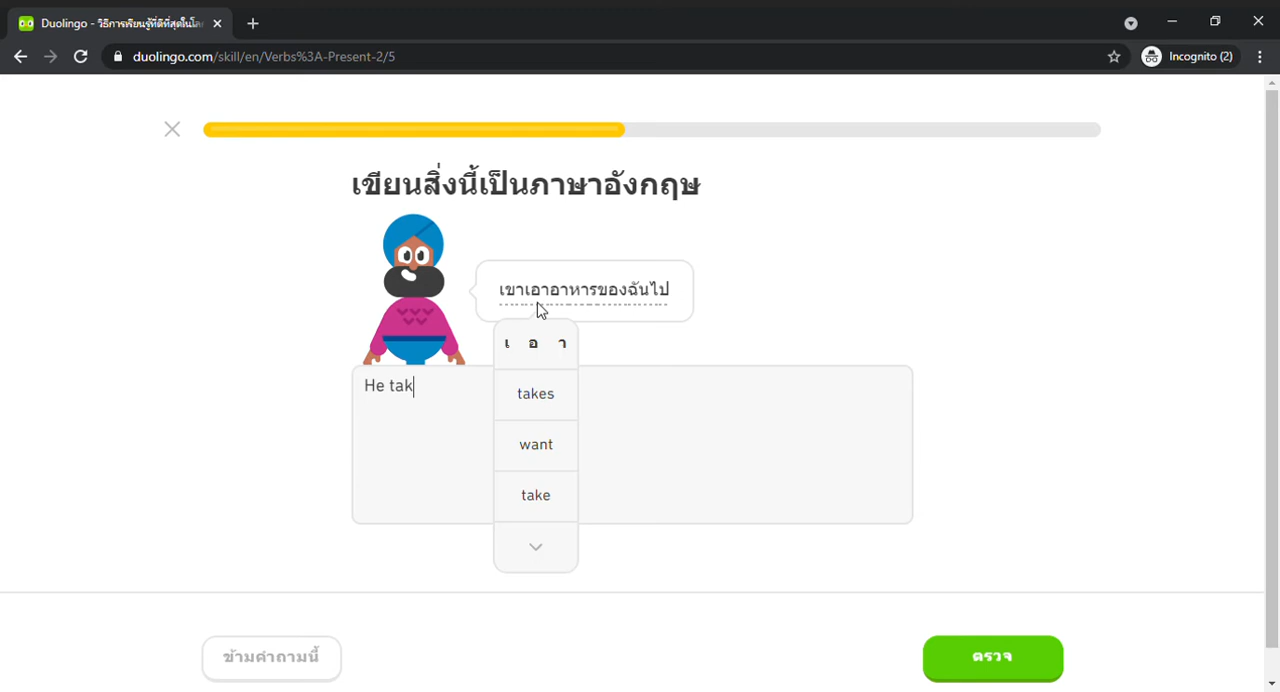 Duolingo - วิธีการเรียนรู้ที่ดีที่สุดในโล
duolingo.com/skill/en/Verbs%3A-Present-2/5
Incognito (2)
เขียนสิ่งนี้เป็นภาษาอังกฤษ
เขาเอาอาหารของฉันไป
เ อ า
He tak
takes
want
take
ข้ามคำถามนี้
ตรวจ